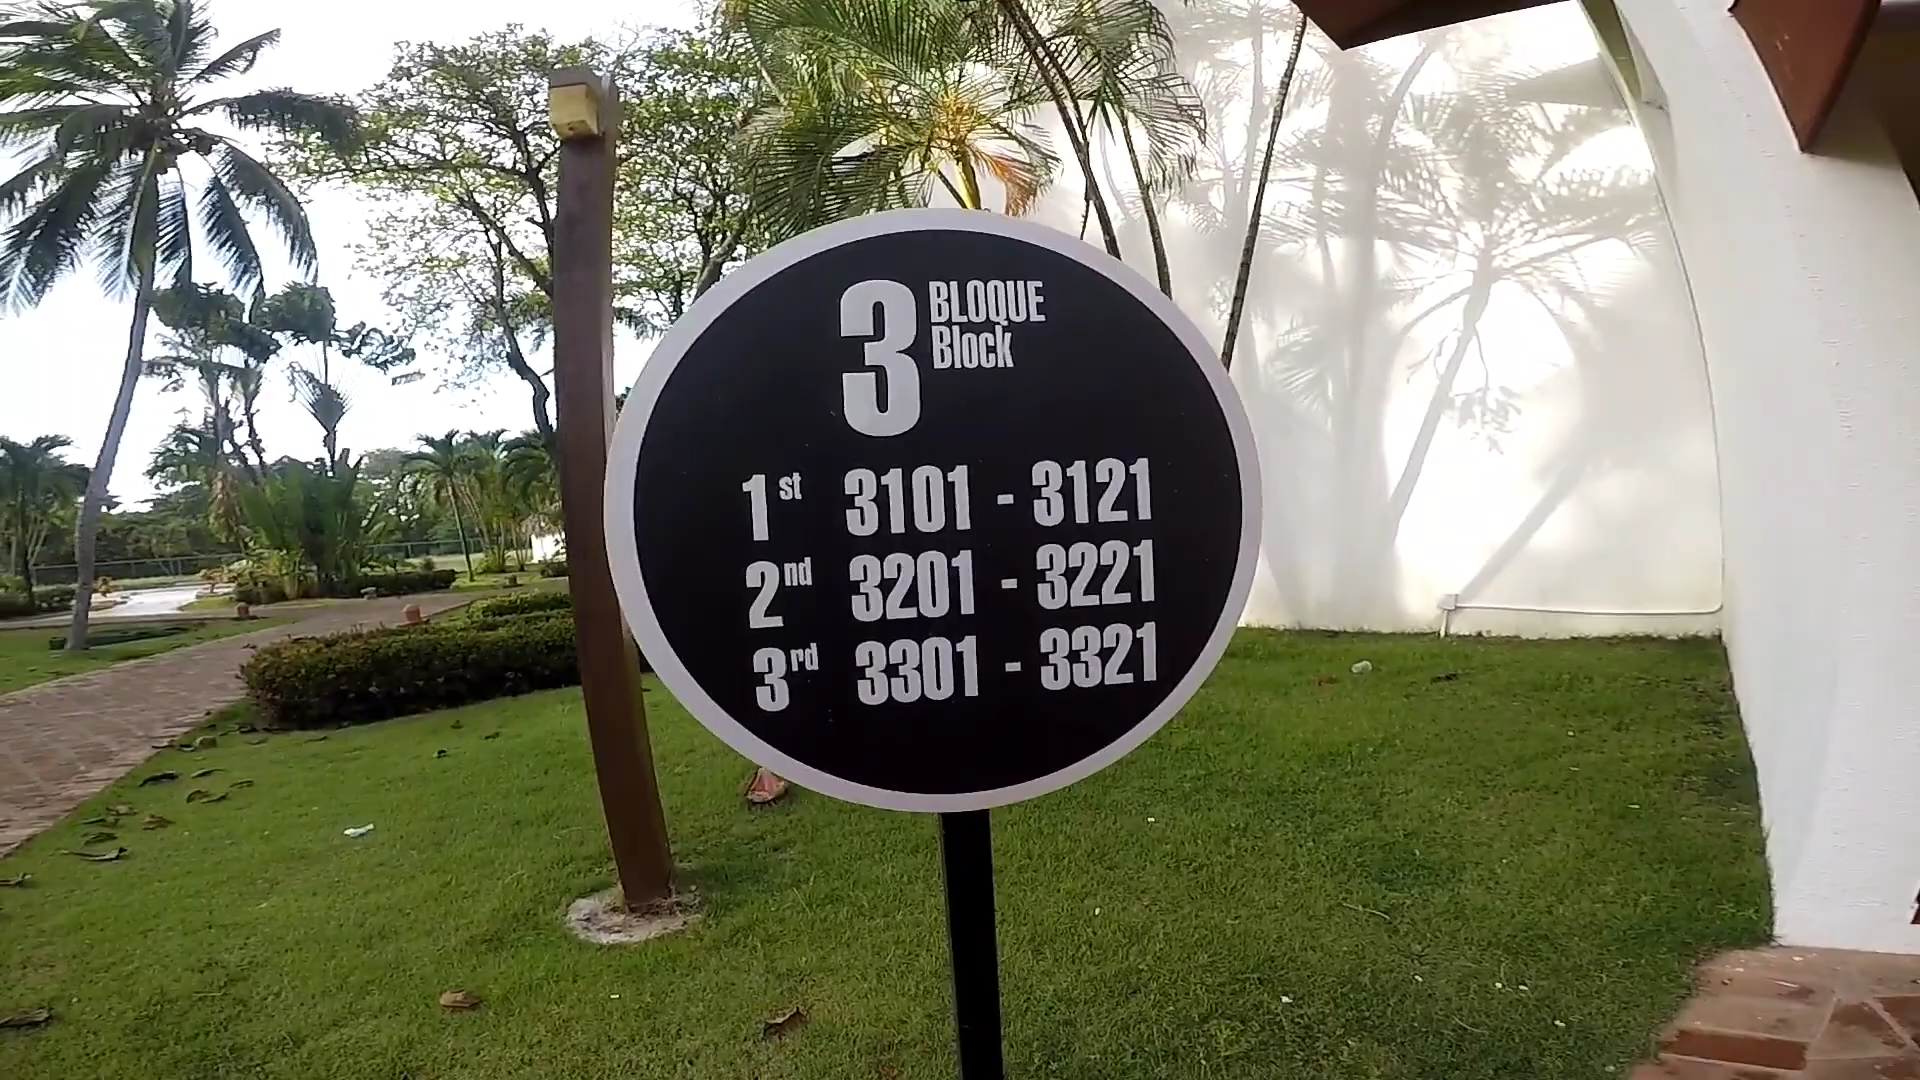 3 BLOQUE
Block
1st 3101 - 3121
2nd 3201 - 3221
3rd 3301 - 3321